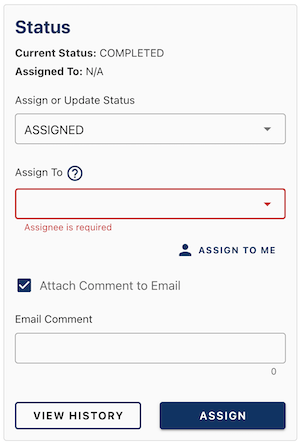 Status
Current Status: COMPLETED
Assigned To: N/A
Assign or Update Status
ASSIGNED
Assign To ?
Assignee is required
ASSIGN TO ME
Attach Comment to Email
Email Comment
0
VIEW HISTORY
ASSIGN